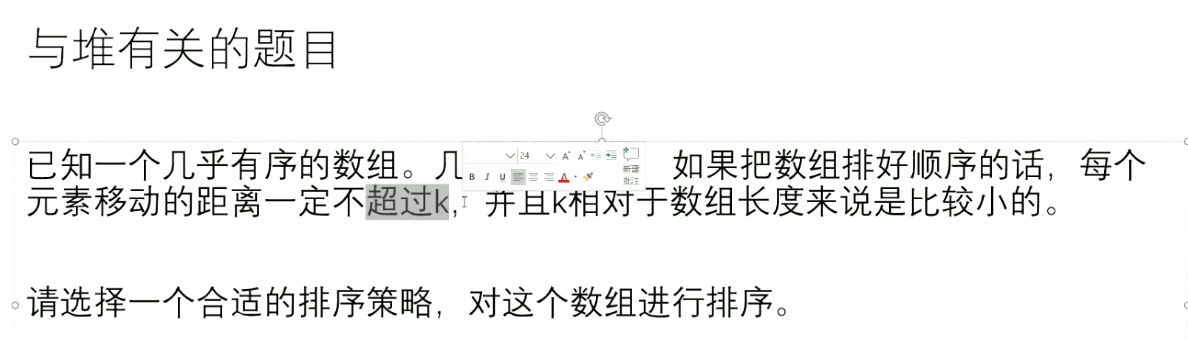 与堆有关的题目
已知一个几乎有序的数组。几 如果把数组排好顺序的话，每个
24 A A
B I U A 新建
批注
元素移动的距离一定不超过k，并且k相对于数组长度来说是比较小的。
请选择一个合适的排序策略，对这个数组进行排序。